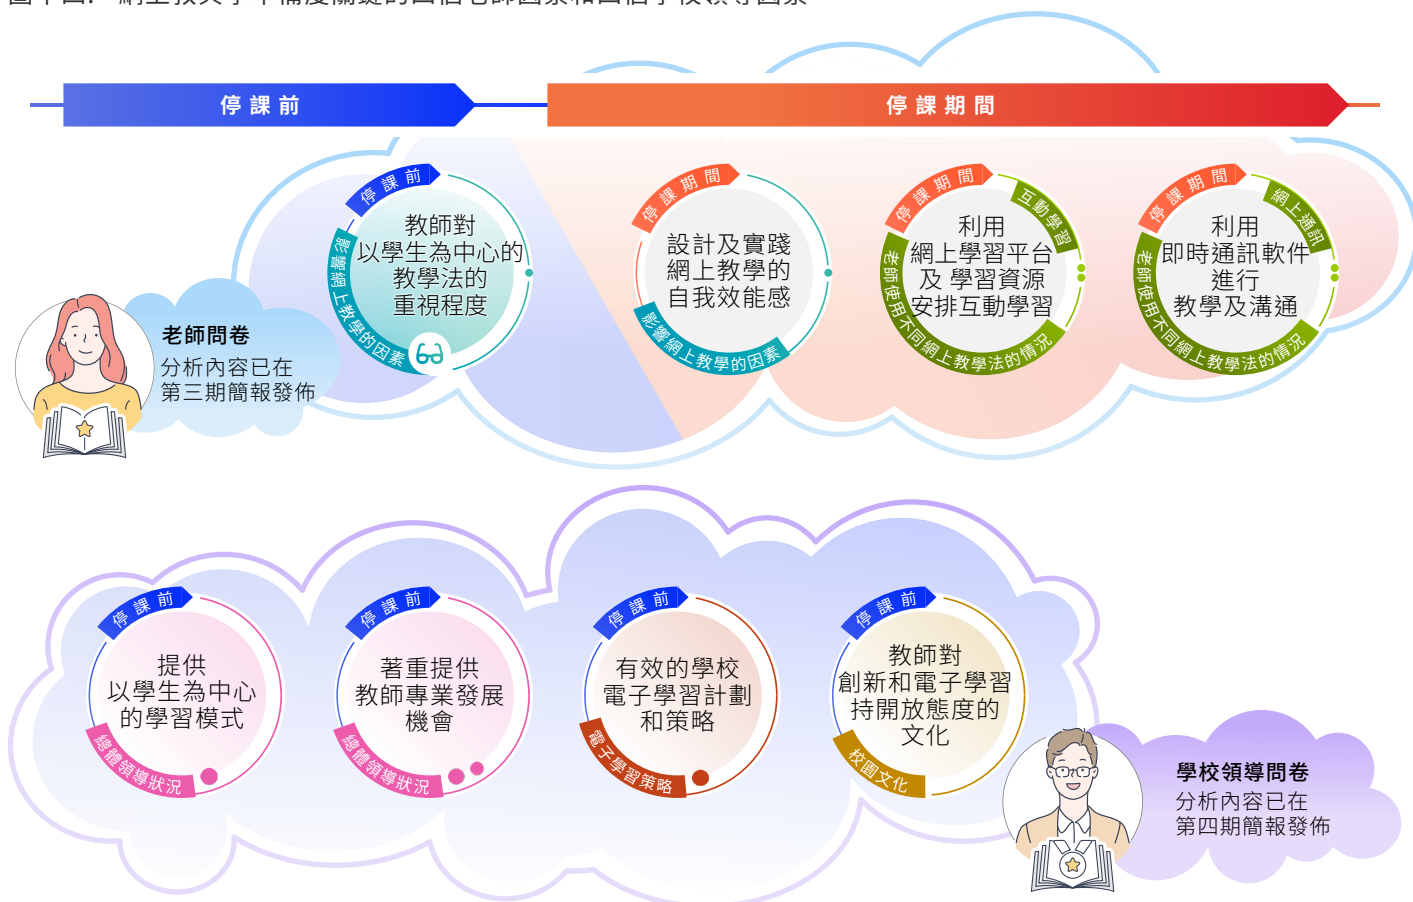 停課前
停課期間
停課前
教師對
以學生為中心的
教學法的
重視程度
影響網上教學的因素
停課期間
設計及實踐
網上教學的
自我效能感
影響網上教學的因素
停課期間
互動學習
利用
網上學習平台
及 學習資源
安排互動學習
老師使用不同網上教學法的情況
停課期間
網上通訊
利用
即時通訊軟件
進行
教學及溝通
老師使用不同網上教學法的情況
老師問卷
分析內容已在
第三期簡報發佈
停課前
提供
以學生為中心
的學習模式
總體領導狀況
停課前
著重提供
教師專業發展
機會
總體領導狀況
停課前
有效的學校
電子學習計劃
和策略
電子學習策略
停課前
教師對
創新和電子學習
持開放態度的
文化
校園文化
學校領導問卷
分析內容已在
第四期簡報發佈